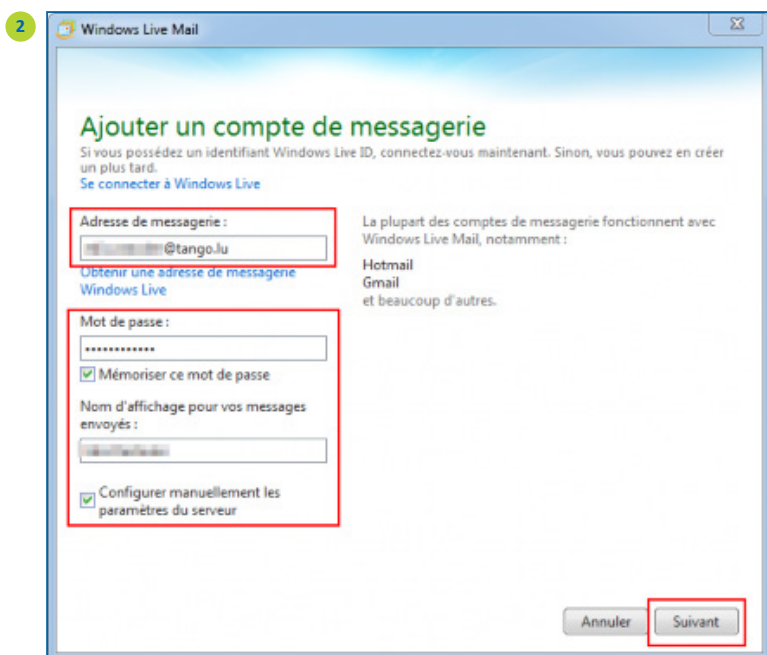 2
Windows Live Mail
Ajouter un compte de messagerie
Si vous possédez un identifiant Windows Live ID, connectez-vous maintenant. Sinon, vous pouvez en créer
un plus tard.
Se connecter à Windows Live
Adresse de messagerie :
@tango.lu
Obtenir une adresse de messagerie
Windows Live
Mot de passe :
••••••••••••
Mémoriser ce mot de passe
Nom d'affichage pour vos messages
envoyés :
Configurer manuellement les
paramètres du serveur
La plupart des comptes de messagerie fonctionnent avec
Windows Live Mail, notamment :
Hotmail
Gmail
et beaucoup d'autres.
Annuler
Suivant